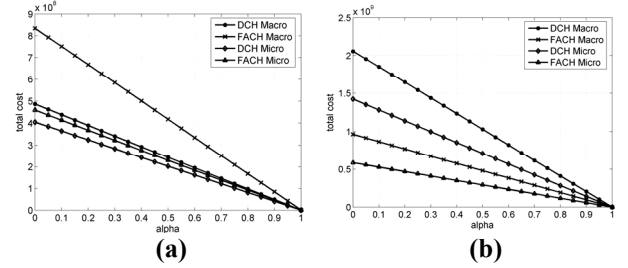 9 x 10^8
8
7
6
5
4
3
2
1
0
total cost
0 0.1 0.2 0.3 0.4 0.5 0.6 0.7 0.8 0.9 1
alpha
DCH Macro
FACH Macro
DCH Micro
FACH Micro
(a)
2.5 x 10^9
2
1.5
1
0.5
0
total cost
0 0.1 0.2 0.3 0.4 0.5 0.6 0.7 0.8 0.9 1
alpha
DCH Macro
FACH Macro
DCH Micro
FACH Micro
(b)